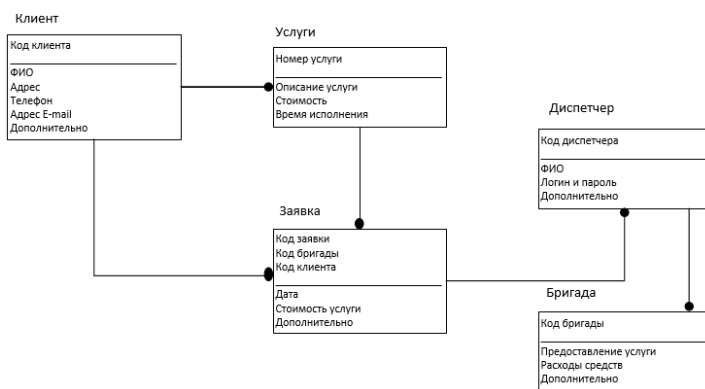 Клиент
Код клиента
ФИО
Адрес
Телефон
Адрес E-mail
Дополнительно
Услуги
Номер услуги
Описание услуги
Стоимость
Время исполнения
Диспетчер
Код диспетчера
ФИО
Логин и пароль
Дополнительно
Заявка
Код заявки
Код бригады
Код клиента
Дата
Стоимость услуги
Дополнительно
Бригада
Код бригады
Предоставление услуги
Расходы средств
Дополнительно